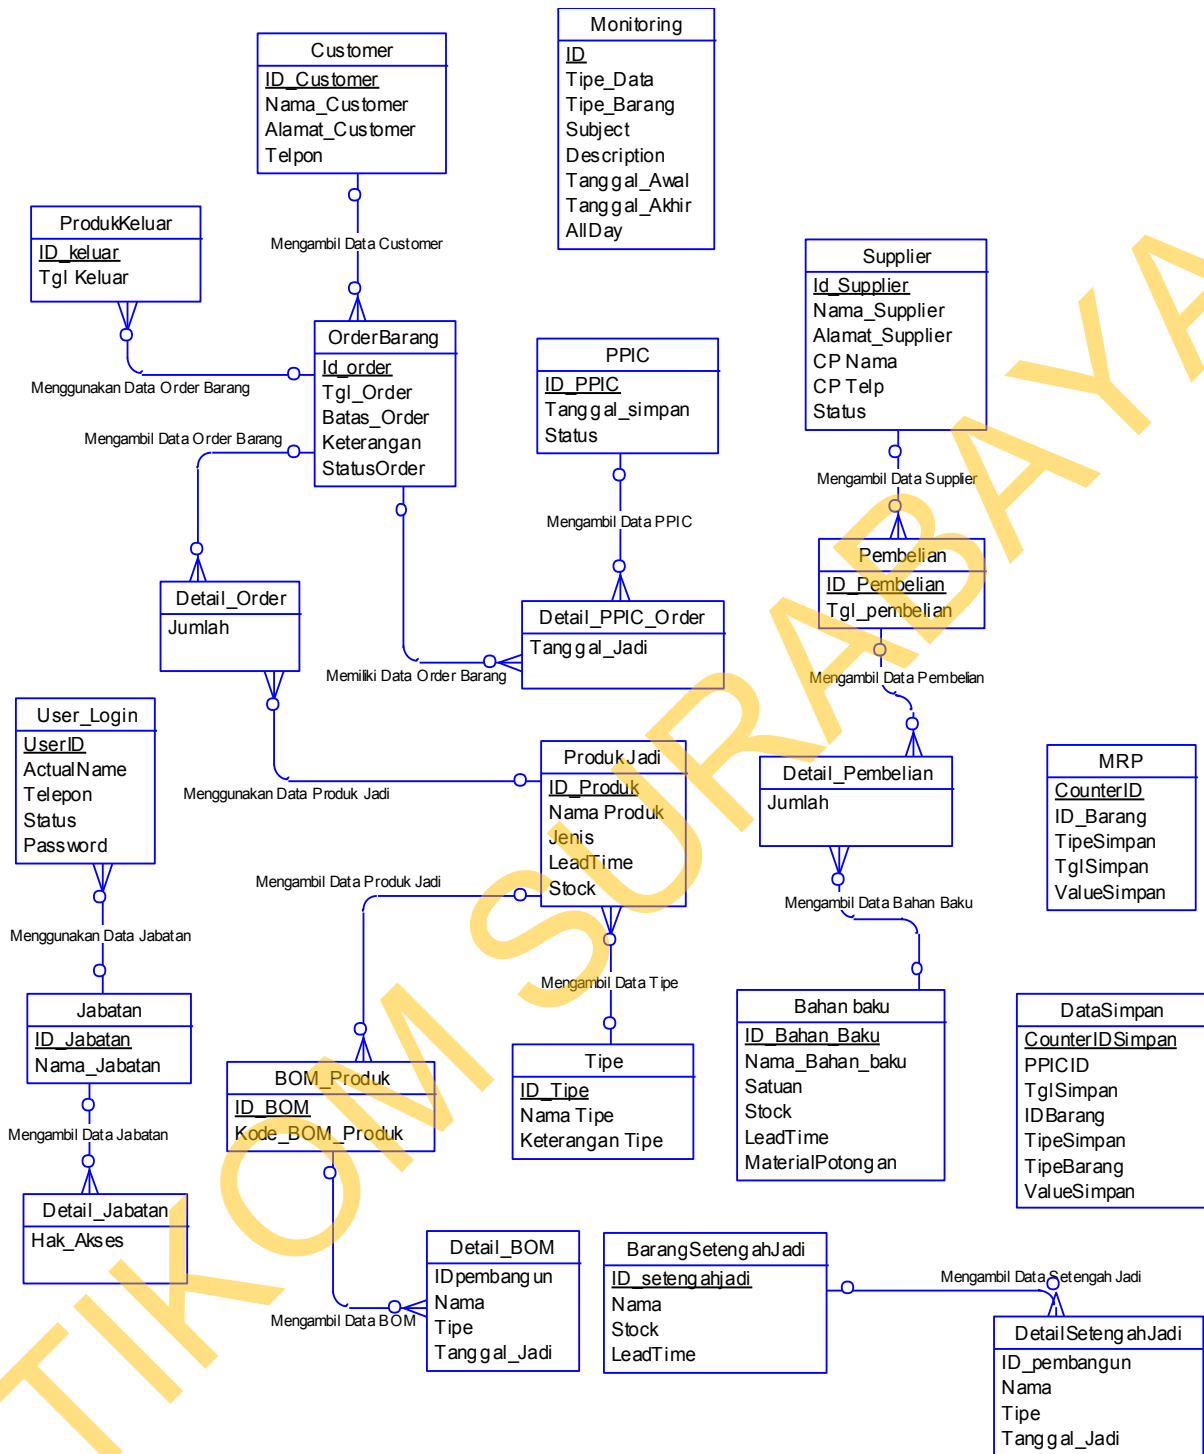 Customer
ID_Customer
Nama_Customer
Alamat_Customer
Telpon
Monitoring
ID
Tipe_Data
Tipe_Barang
Subject
Description
Tanggal_Awal
Tanggal_Akhir
AllDay
ProdukKeluar
ID_keluar
Tgl Keluar
Mengambil Data Customer
Supplier
Id_Supplier
Nama_Supplier
Alamat_Supplier
CP Nama
CP Telp
Status
OrderBarang
Id_order
Tgl_Order
Batas_Order
Keterangan
StatusOrder
Menggunakan Data Order Barang
Mengambil Data Order Barang
PPIC
ID_PPIC
Tanggal_simpan
Status
Mengambil Data Supplier
Mengambil Data PPIC
Pembelian
ID_Pembelian
Tgl_pembelian
Detail_Order
Jumlah
Detail_PPIC_Order
Tanggal_Jadi
Memiliki Data Order Barang
Mengambil Data Pembelian
User_Login
UserID
ActualName
Telepon
Status
Password
Menggunakan Data Produk Jadi
ProdukJadi
ID_Produk
Nama Produk
Jenis
LeadTime
Stock
Detail_Pembelian
Jumlah
MRP
CounterID
ID_Barang
TipeSimpan
TglSimpan
ValueSimpan
Mengambil Data Produk Jadi
Mengambil Data Bahan Baku
Menggunakan Data Jabatan
Mengambil Data Tipe
Jabatan
ID_Jabatan
Nama_Jabatan
Bahan baku
ID_Bahan_Baku
Nama_Bahan_baku
Satuan
Stock
LeadTime
MaterialPotongan
DataSimpan
CounterIDSimpan
PPICID
TglSimpan
IDBarang
TipeSimpan
TipeBarang
ValueSimpan
BOM_Produk
ID_BOM
Kode_BOM_Produk
Tipe
ID_Tipe
Nama Tipe
Keterangan Tipe
Mengambil Data Jabatan
Detail_Jabatan
Hak_Akses
Detail_BOM
IDpembangun
Nama
Tipe
Tanggal_Jadi
Mengambil Data BOM
BarangSetengahJadi
ID_setengahjadi
Nama
Stock
LeadTime
Mengambil Data Setengah Jadi
DetailSetengahJadi
ID_pembangun
Nama
Tipe
Tanggal_Jadi
TIKOM SURABAYA